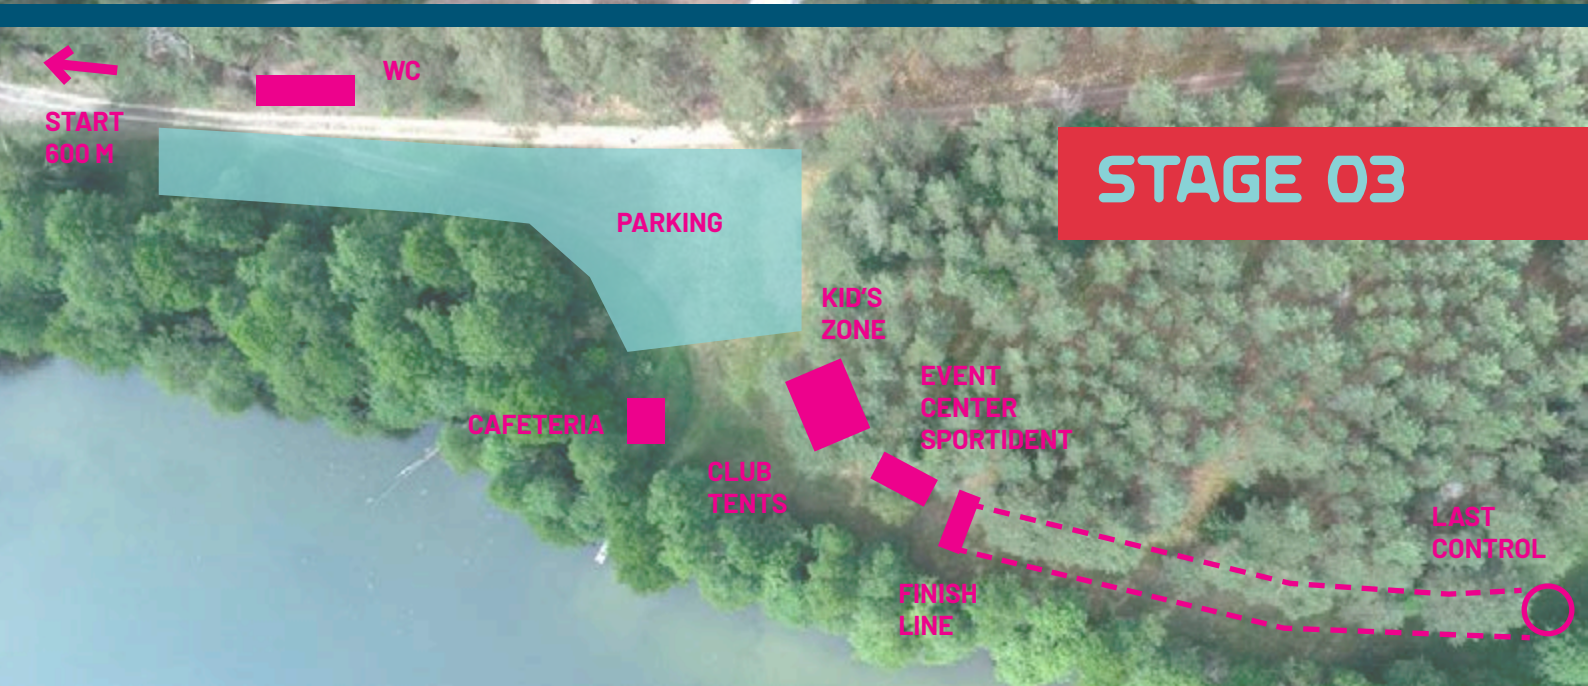 WC
START
600 M
STAGE 03
PARKING
KID'S
ZONE
EVENT
CENTER
SPORTIDENT
CAFETERIA
CLUB
TENTS
LAST
CONTROL
FINISH
LINE